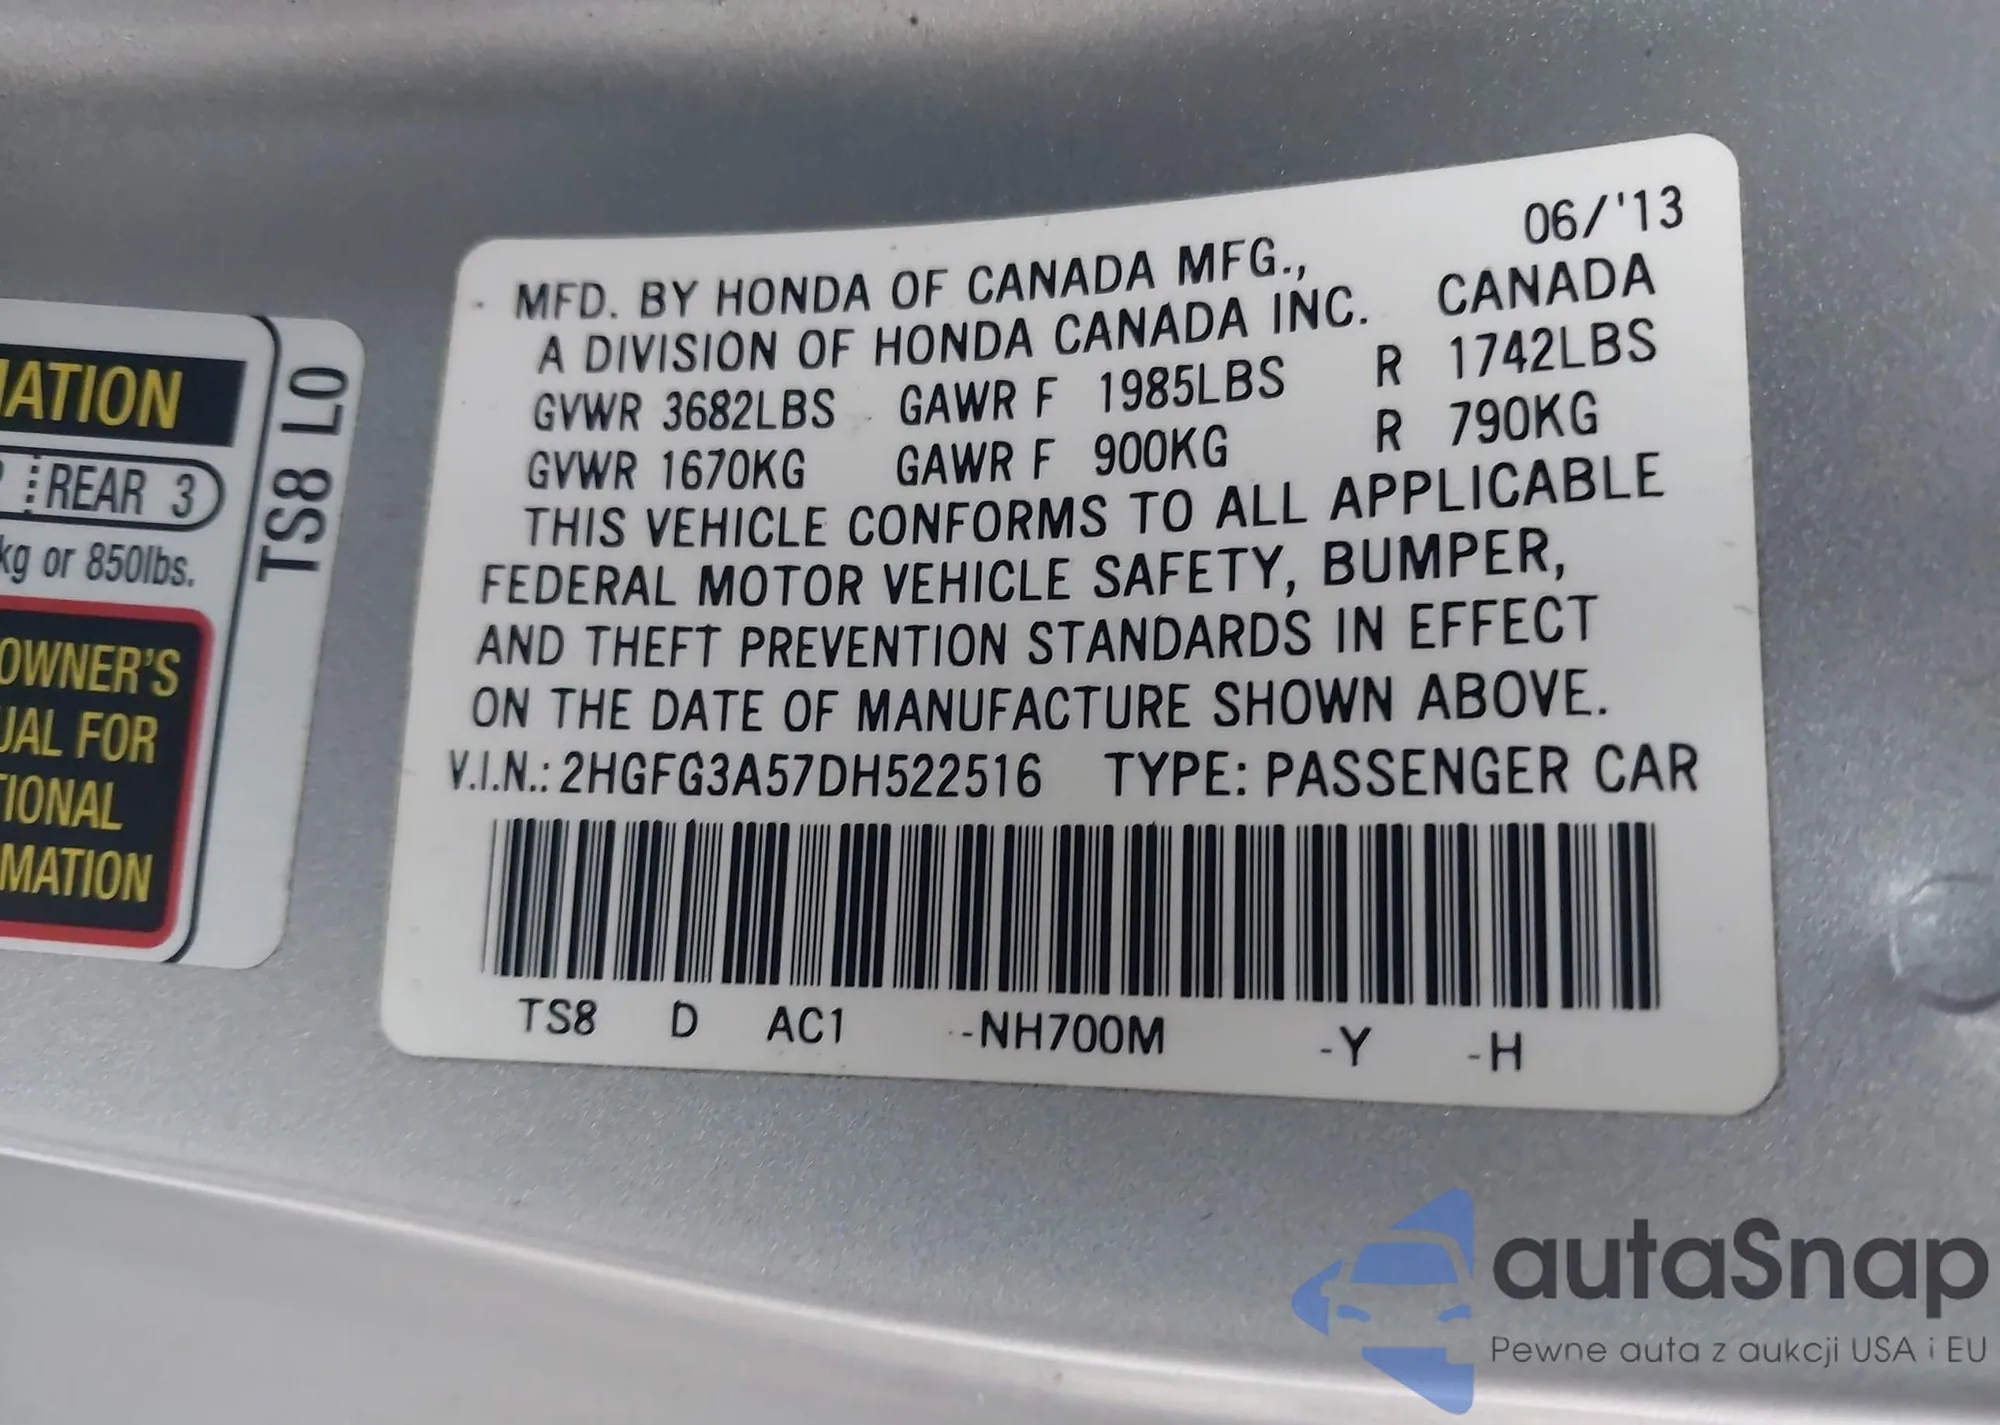 06/'13
MFD. BY HONDA OF CANADA MFG.,
A DIVISION OF HONDA CANADA INC. CANADA
GVWR 3682LBS GAWR F 1985LBS R 1742LBS
GVWR 1670KG GAWR F 900KG R 790KG
THIS VEHICLE CONFORMS TO ALL APPLICABLE
FEDERAL MOTOR VEHICLE SAFETY, BUMPER,
AND THEFT PREVENTION STANDARDS IN EFFECT
ON THE DATE OF MANUFACTURE SHOWN ABOVE.
V.I.N.: 2HGFG3A57DH522516 TYPE: PASSENGER CAR
TS8 D AC1 -NH700M -Y -H
MATION
REAR 3
kg or 850lbs.
OWNER'S
UAL FOR
TIONAL
MATION
TS8 L0
autaSnap
Pewne auta z aukcji USA i EU